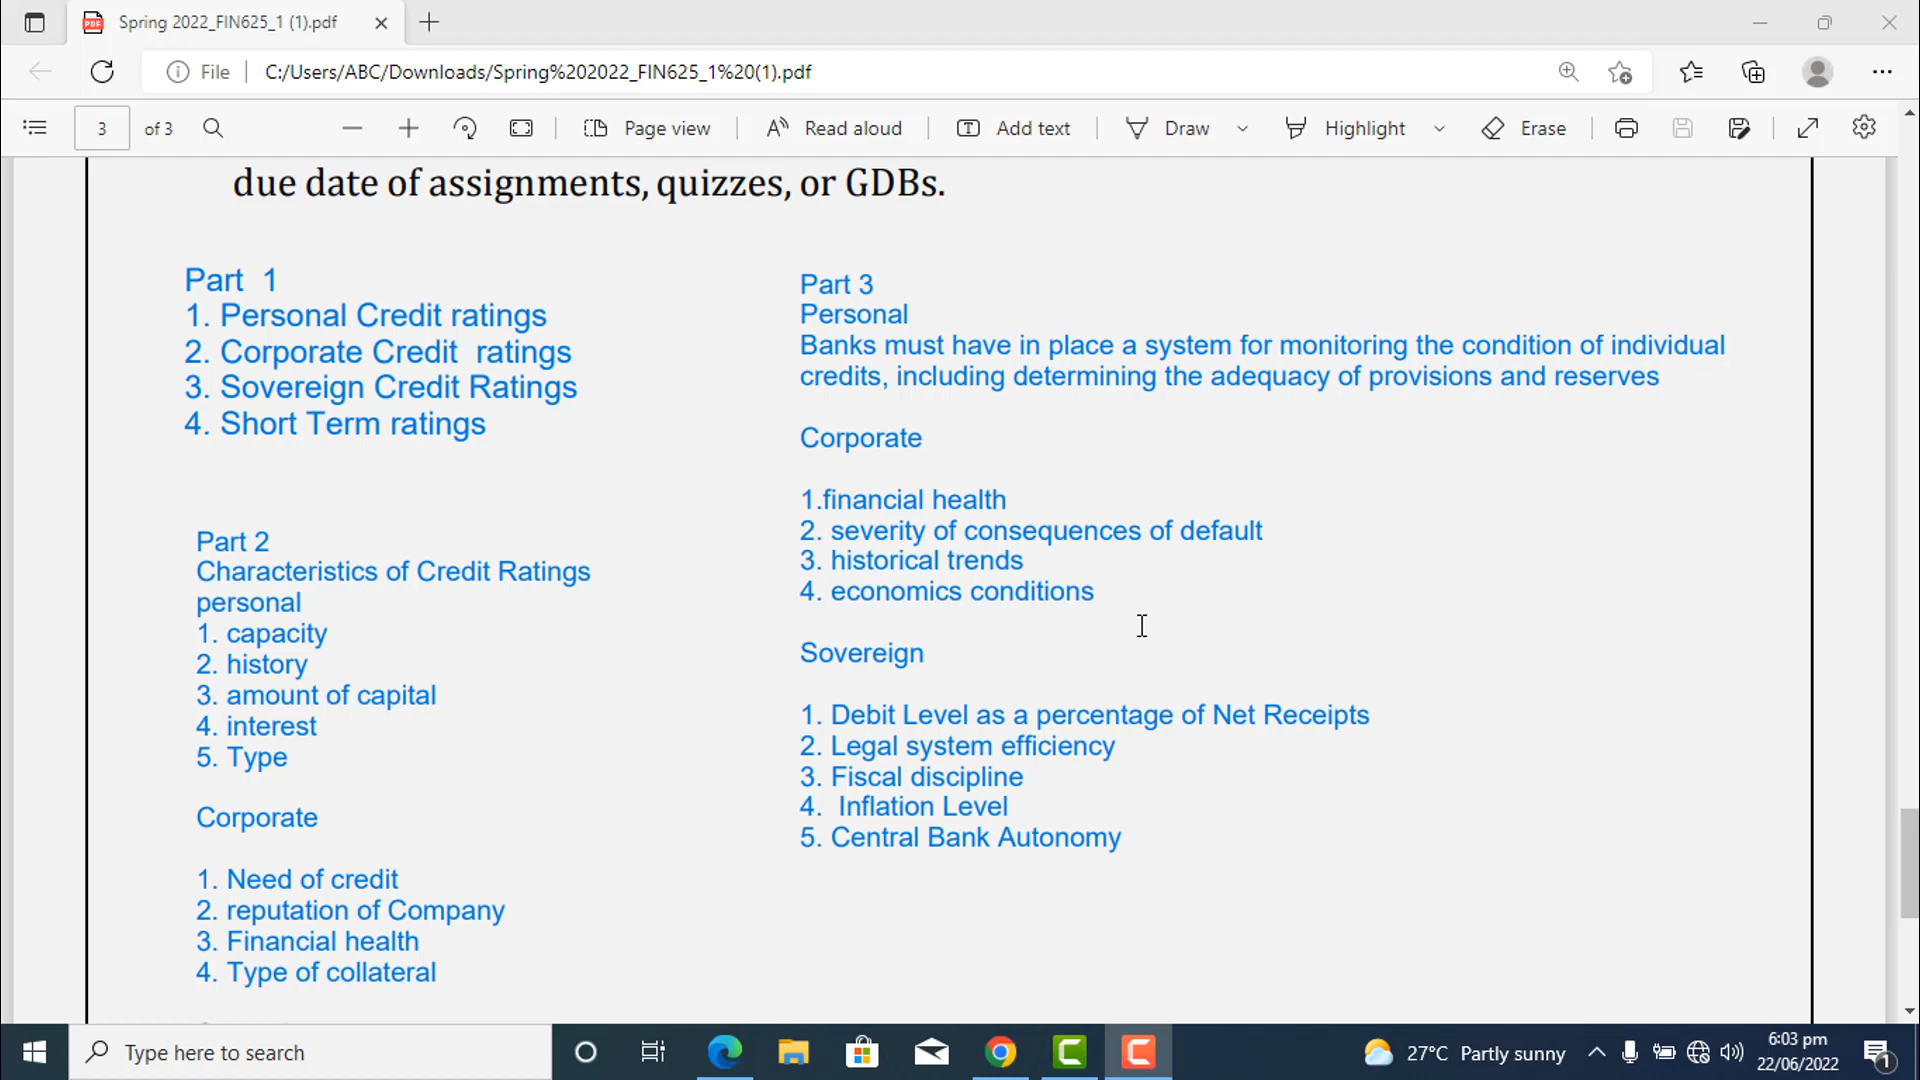 Spring 2022_FIN625_1 (1).pdf
File
C:/Users/ABC/Downloads/Spring%202022_FIN625_1%20(1).pdf
3 of 3
Page view
Read aloud
Add text
Draw
Highlight
Erase
due date of assignments, quizzes, or GDBs.
Part 1
1. Personal Credit ratings
2. Corporate Credit ratings
3. Sovereign Credit Ratings
4. Short Term ratings
Part 2
Characteristics of Credit Ratings
personal
1. capacity
2. history
3. amount of capital
4. interest
5. Type
Corporate
1. Need of credit
2. reputation of Company
3. Financial health
4. Type of collateral
Part 3
Personal
Banks must have in place a system for monitoring the condition of individual
credits, including determining the adequacy of provisions and reserves
Corporate
1.financial health
2. severity of consequences of default
3. historical trends
4. economics conditions
Sovereign
1. Debit Level as a percentage of Net Receipts
2. Legal system efficiency
3. Fiscal discipline
4. Inflation Level
5. Central Bank Autonomy
Type here to search
27°C Partly sunny
6:03 pm
22/06/2022
1